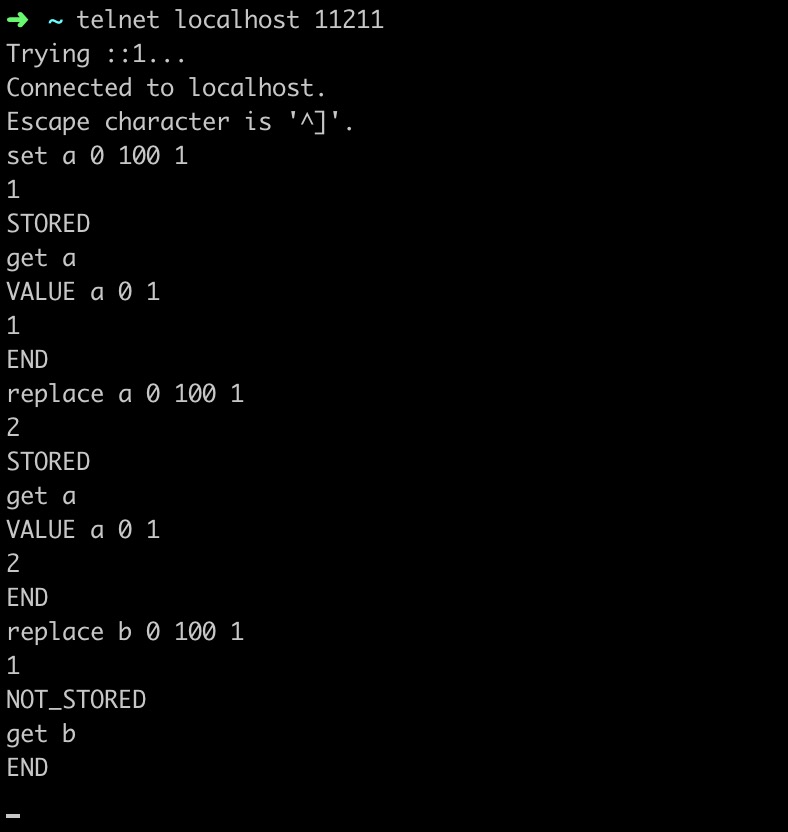 ➜ ~ telnet localhost 11211
Trying ::1...
Connected to localhost.
Escape character is '^]'.
set a 0 100 1
1
STORED
get a
VALUE a 0 1
1
END
replace a 0 100 1
2
STORED
get a
VALUE a 0 1
2
END
replace b 0 100 1
1
NOT_STORED
get b
END